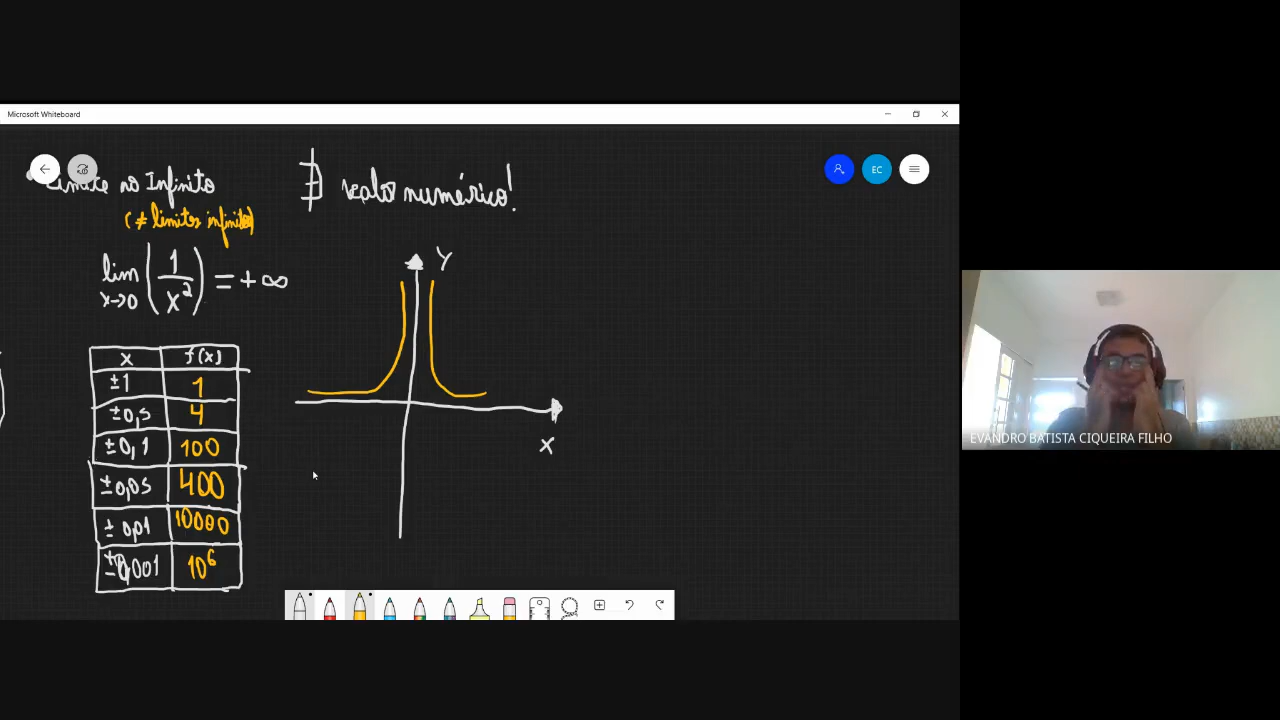 Microsoft Whiteboard
Limite no Infinito
∄ valor numérico!
(≠ limites infinitos)
EC
lim x→0 (1/x²) = +∞
Y
x f(x)
±1 1
±0,5 4
±0,1 100
±0,05 400
±0,01 10000
±0,001 10⁶
X
EVANDRO BATISTA CIQUEIRA FILHO